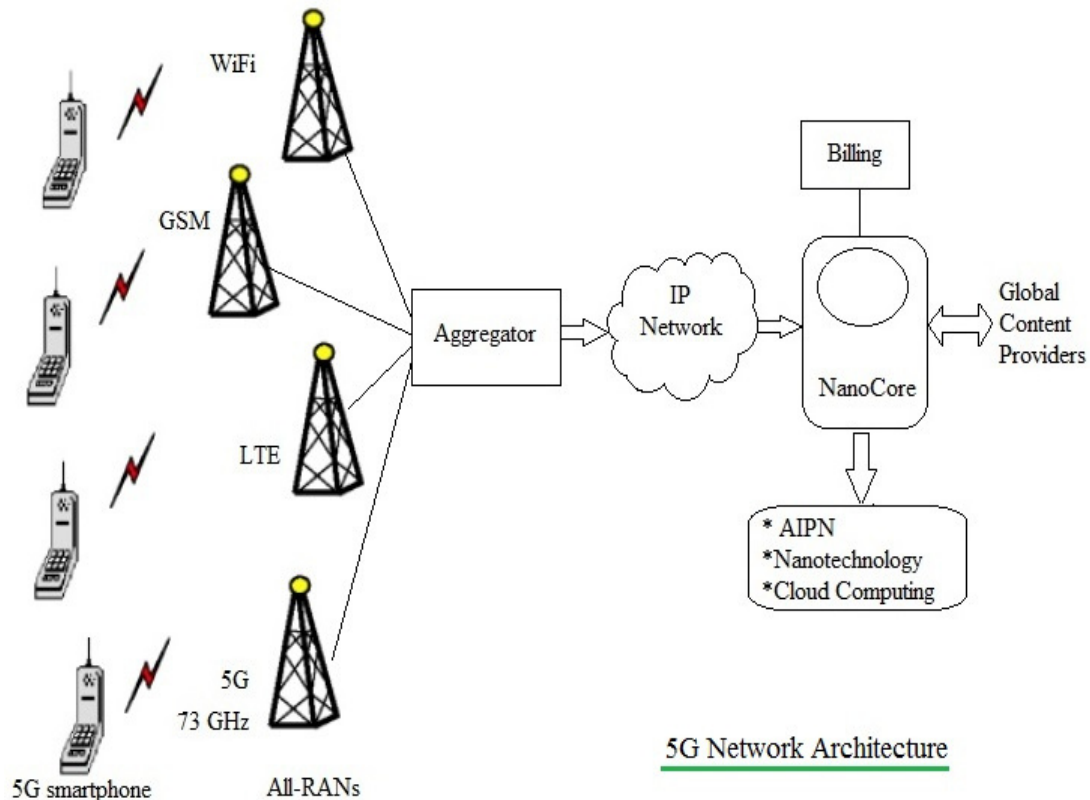 WiFi
GSM
LTE
5G
73 GHz
5G smartphone
All-RANs
Aggregator
IP
Network
Billing
NanoCore
Global
Content
Providers
* AIPN
*Nanotechnology
*Cloud Computing
5G Network Architecture